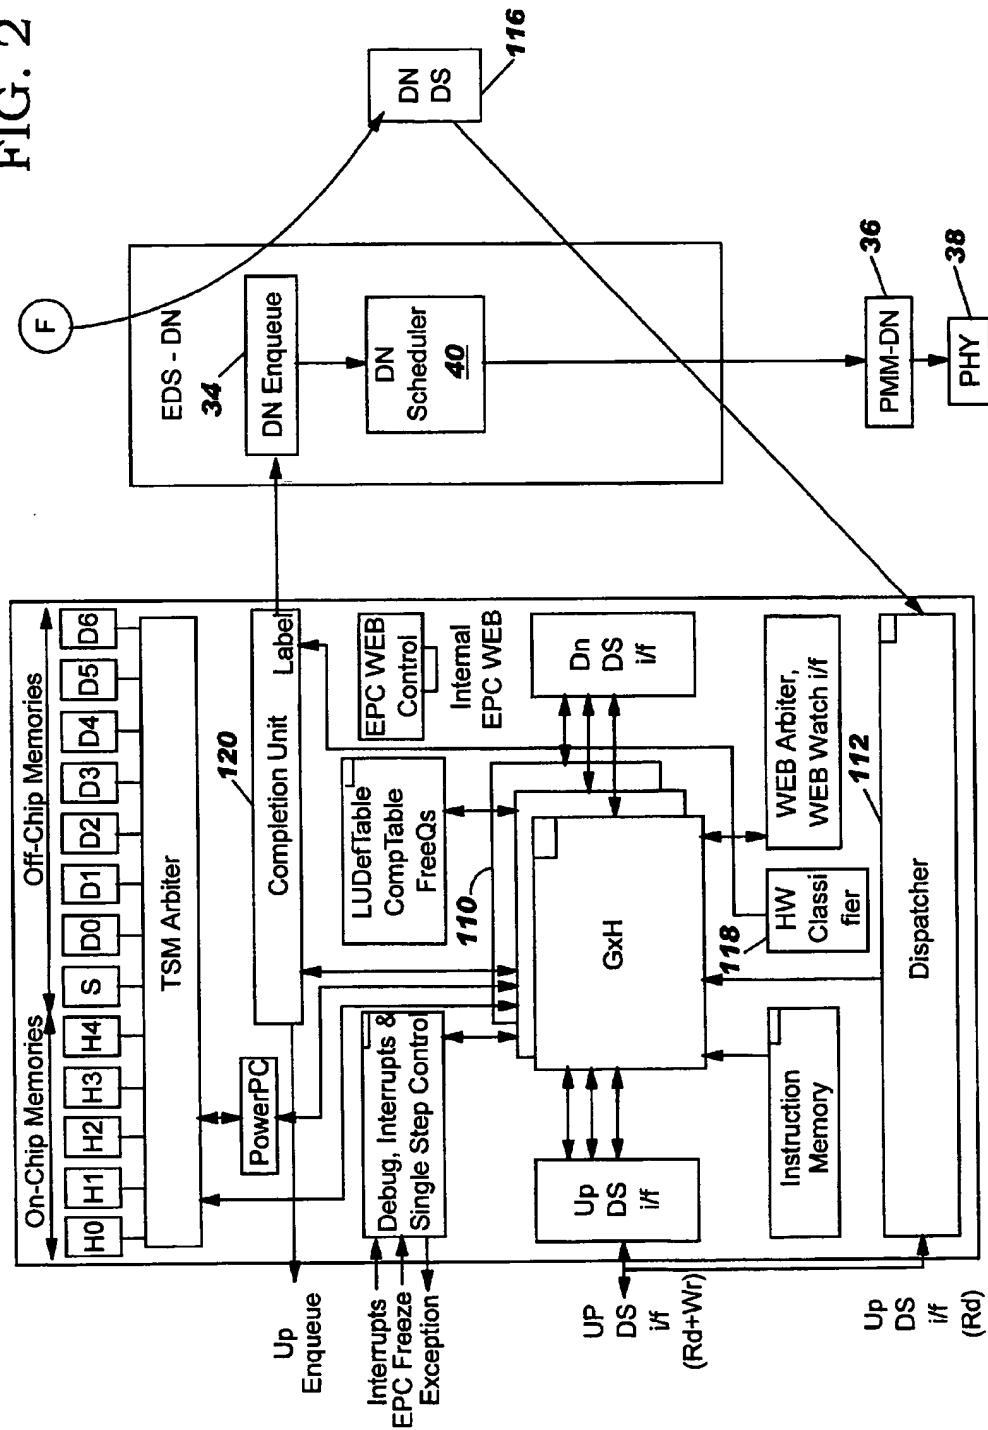 FIG. 2
On-Chip Memories
Off-Chip Memories
H0
H1
H2
H3
H4
S
D0
D1
D2
D3
D4
D5
D6
TSM Arbiter
PowerPC
120
Completion Unit
Label
Up
Enqueue
Interrupts
EPC Freeze
Exception
Debug, Interrupts &
Single Step Control
LUDefTable
CompTable
FreeQs
EPC WEB
Control
Internal
EPC WEB
110
GxH
Up
DS
i/f
Dn
DS
i/f
UP
DS
i/f
(Rd+Wr)
Instruction
Memory
118
HW
Classi
fier
WEB Arbiter,
WEB Watch i/f
112
Dispatcher
Up
DS
i/f
(Rd)
F
EDS - DN
34
DN Enqueue
DN
Scheduler
40
DN
DS
116
PMM-DN
36
PHY
38